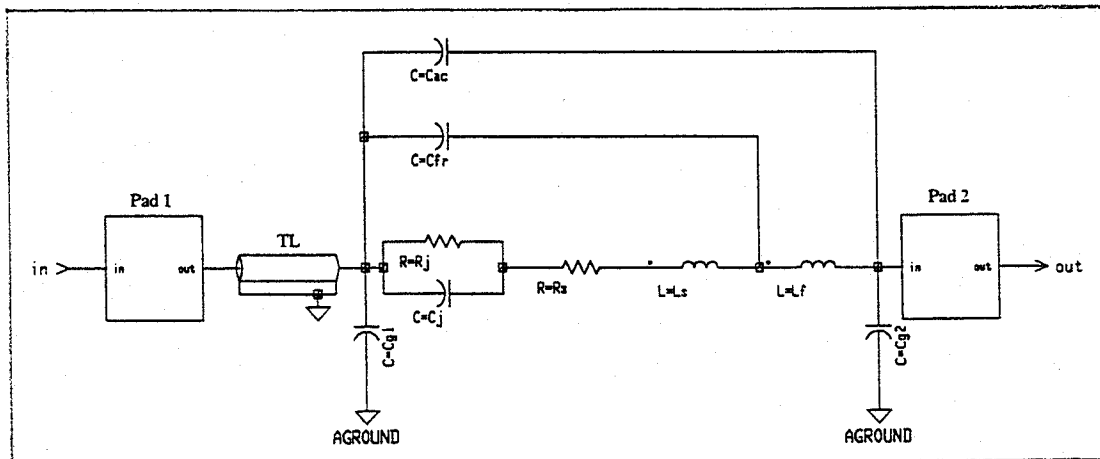 C=Cac
C=Cfr
Pad 1
TL
Pad 2
in
in
out
R=Rj
C=Cj
R=Rs
L=Ls
L=Lf
in
out
out
C=Cg1
C=Cg2
AGROUND
AGROUND